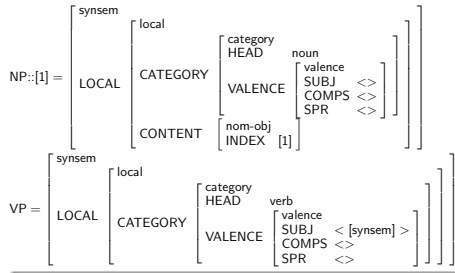 synsem
local
category
HEAD noun
valence
NP::[1] = LOCAL CATEGORY VALENCE SUBJ <>
COMPS <>
SPR <>
CONTENT nom-obj
INDEX [1]
synsem
local
category
HEAD verb
valence
VP = LOCAL CATEGORY VALENCE SUBJ < [synsem] >
COMPS <>
SPR <>